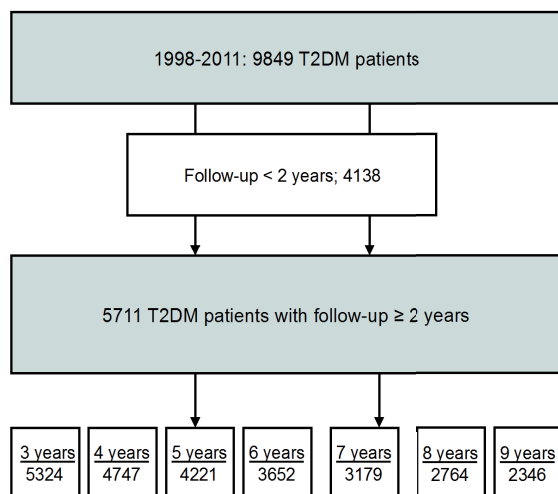 1998-2011: 9849 T2DM patients
Follow-up < 2 years; 4138
5711 T2DM patients with follow-up ≥ 2 years
3 years 4 years 5 years 6 years 7 years 8 years 9 years
5324 4747 4221 3652 3179 2764 2346